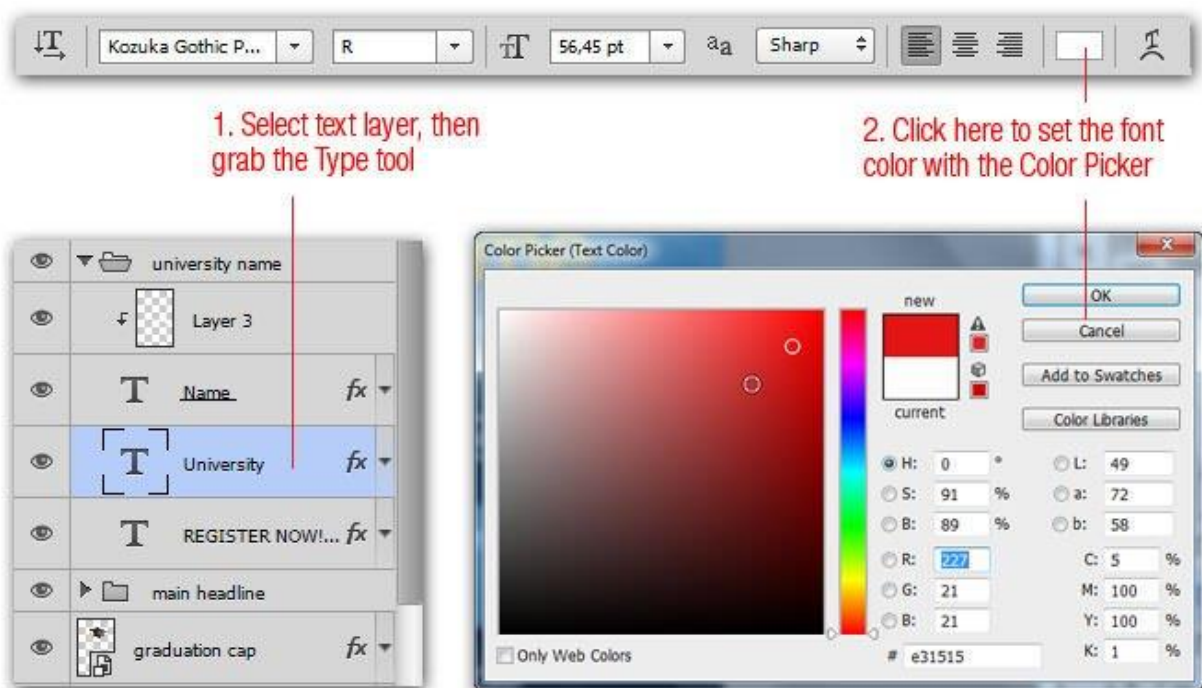 Kozuka Gothic P... R T 56,45 pt aa Sharp
1. Select text layer, then
grab the Type tool
2. Click here to set the font
color with the Color Picker
university name
Layer 3
T Name fx
T University fx
T REGISTER NOW!... fx
main headline
graduation cap fx
Color Picker (Text Color)
new
current
OK
Cancel
Add to Swatches
Color Libraries
H: 0 °
S: 91 %
B: 89 %
R: 227
G: 21
B: 21
# e31515
L: 49
a: 72
b: 58
C: 5 %
M: 100 %
Y: 100 %
K: 1 %
Only Web Colors